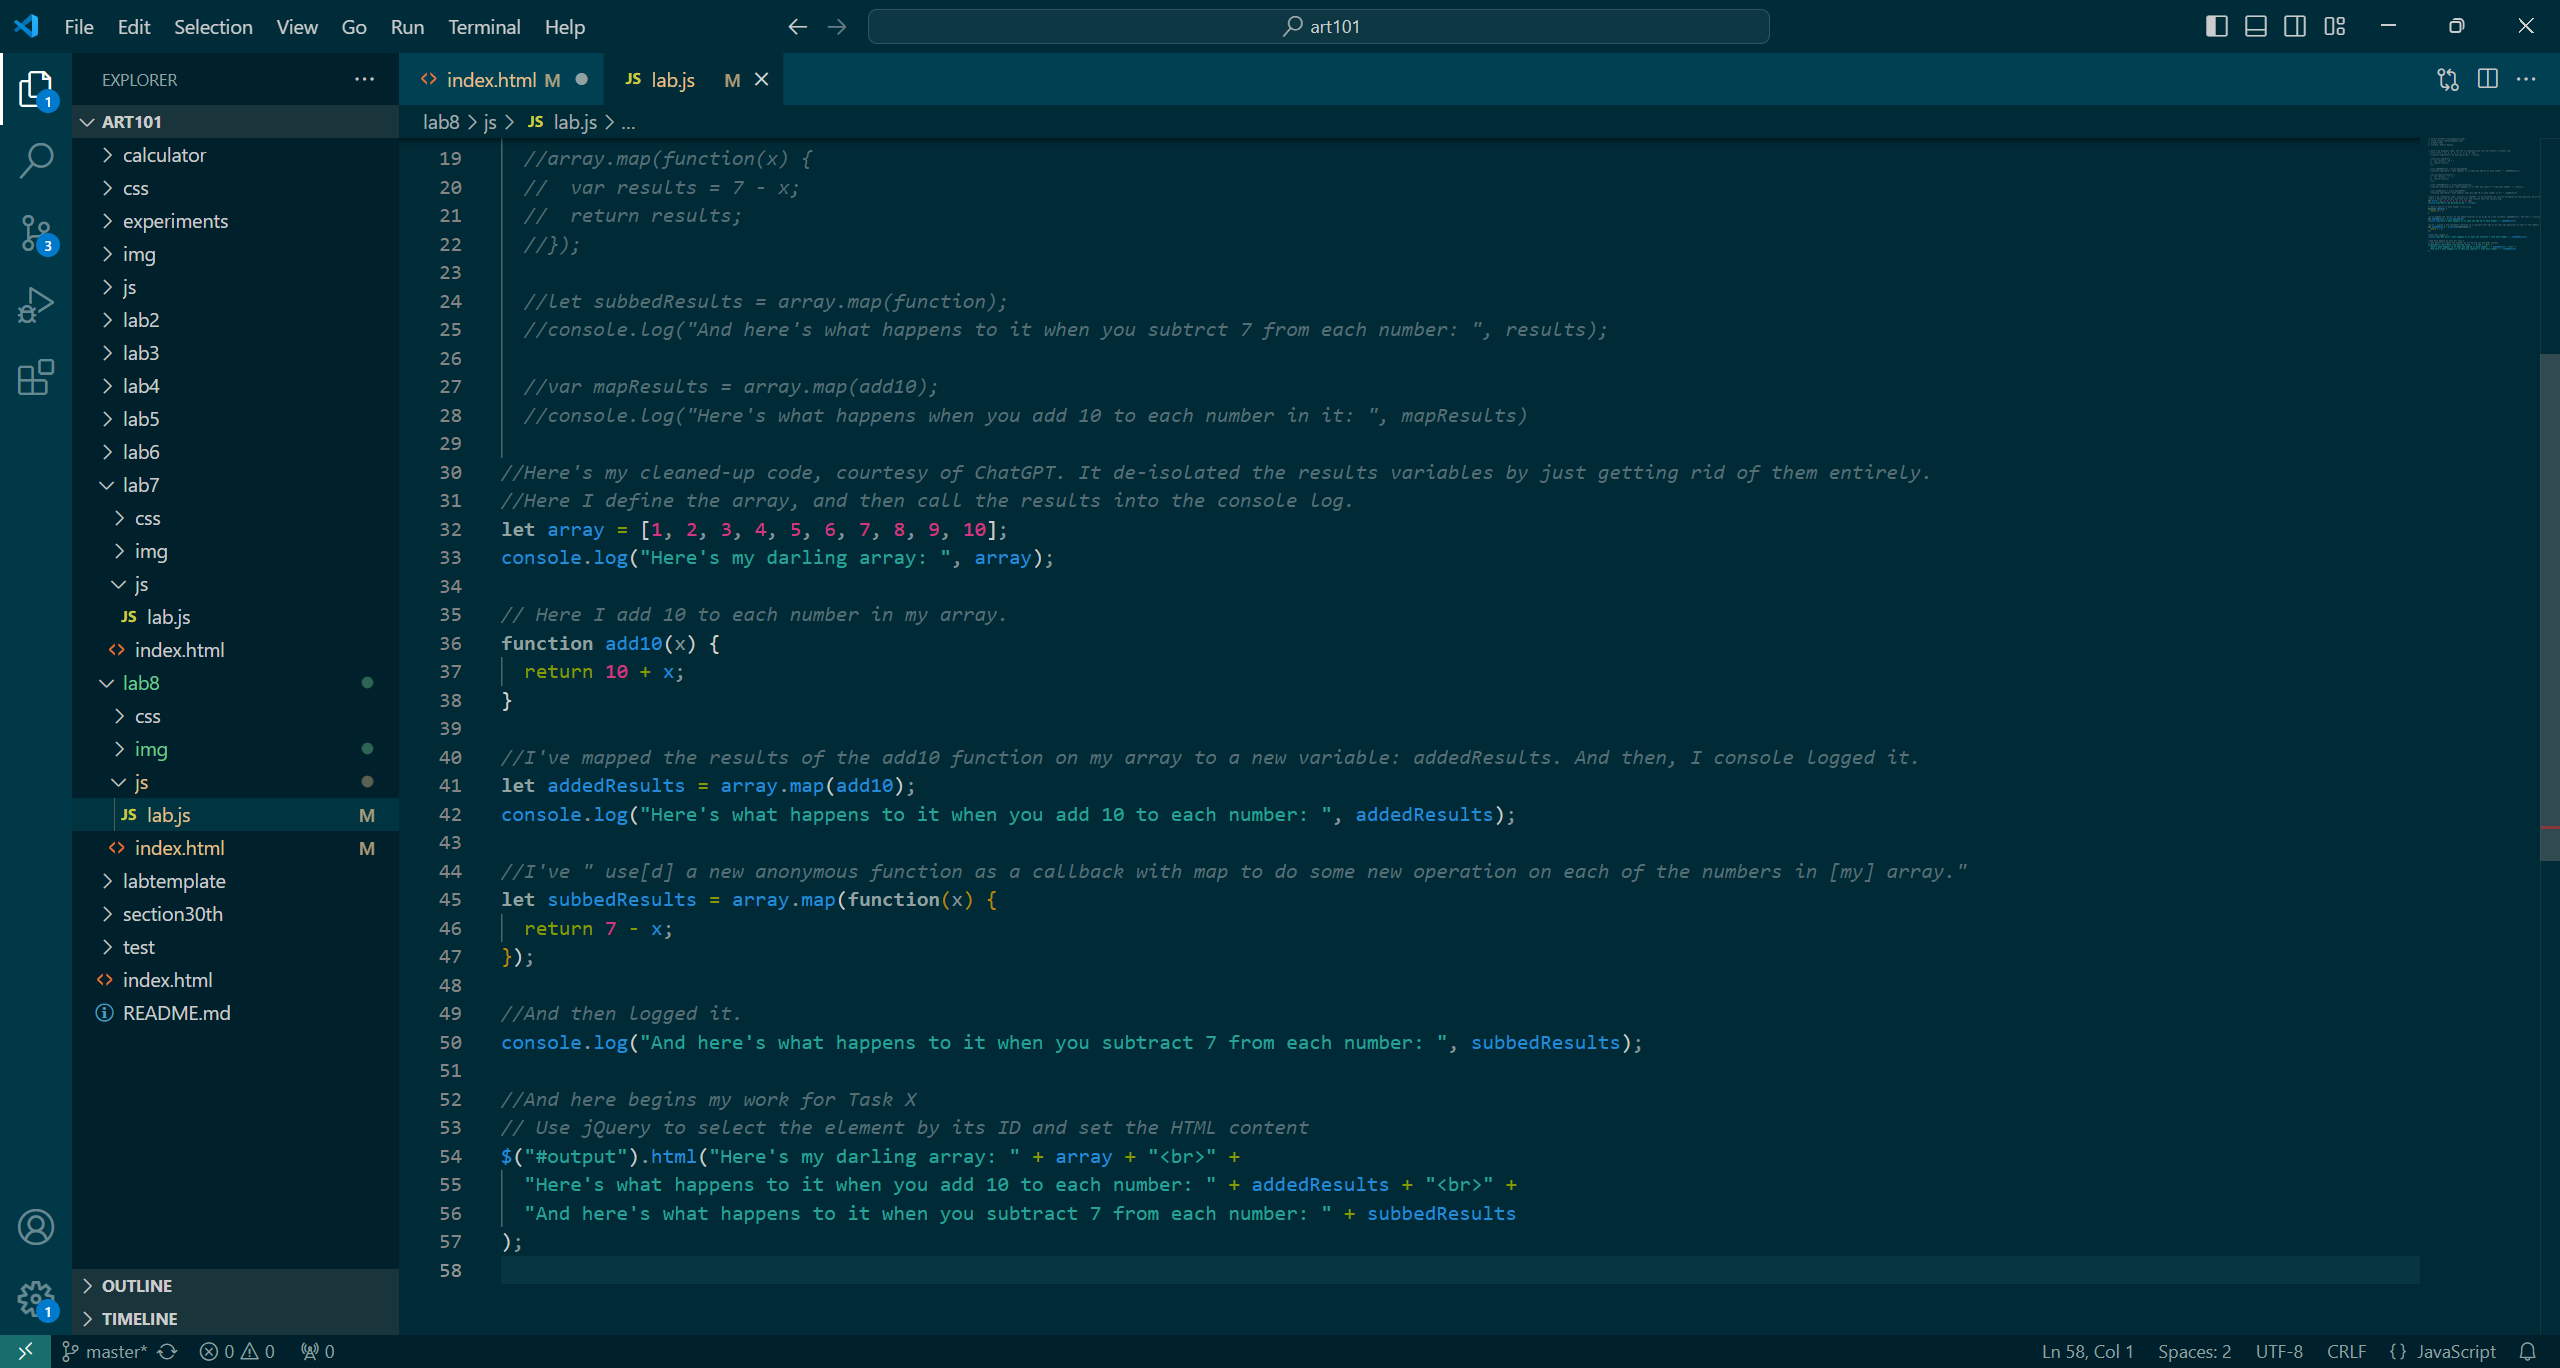 File Edit Selection View Go Run Terminal Help
art101
EXPLORER
ART101
calculator
css
experiments
img
js
lab2
lab3
lab4
lab5
lab6
lab7
css
img
js
JS lab.js
<> index.html
lab8
css
img
js
JS lab.js M
<> index.html M
labtemplate
section30th
test
<> index.html
README.md
OUTLINE
TIMELINE
1
3
1
<> index.html M
JS lab.js M
lab8 > js > JS lab.js > ...
19 //array.map(function(x) {
20 //  var results = 7 - x;
21 //  return results;
22 //});
23
24 //let subbedResults = array.map(function);
25 //console.log("And here's what happens to it when you subtrct 7 from each number: ", results);
26
27 //var mapResults = array.map(add10);
28 //console.log("Here's what happens when you add 10 to each number in it: ", mapResults)
29
30 //Here's my cleaned-up code, courtesy of ChatGPT. It de-isolated the results variables by just getting rid of them entirely.
31 //Here I define the array, and then call the results into the console log.
32 let array = [1, 2, 3, 4, 5, 6, 7, 8, 9, 10];
33 console.log("Here's my darling array: ", array);
34
35 // Here I add 10 to each number in my array.
36 function add10(x) {
37 return 10 + x;
38 }
39
40 //I've mapped the results of the add10 function on my array to a new variable: addedResults. And then, I console logged it.
41 let addedResults = array.map(add10);
42 console.log("Here's what happens to it when you add 10 to each number: ", addedResults);
43
44 //I've " use[d] a new anonymous function as a callback with map to do some new operation on each of the numbers in [my] array."
45 let subbedResults = array.map(function(x) {
46 return 7 - x;
47 });
48
49 //And then logged it.
50 console.log("And here's what happens to it when you subtract 7 from each number: ", subbedResults);
51
52 //And here begins my work for Task X
53 // Use jQuery to select the element by its ID and set the HTML content
54 $("#output").html("Here's my darling array: " + array + "<br>" +
55 "Here's what happens to it when you add 10 to each number: " + addedResults + "<br>" +
56 "And here's what happens to it when you subtract 7 from each number: " + subbedResults
57 );
58
master* 0 0 0
Ln 58, Col 1 Spaces: 2 UTF-8 CRLF {} JavaScript